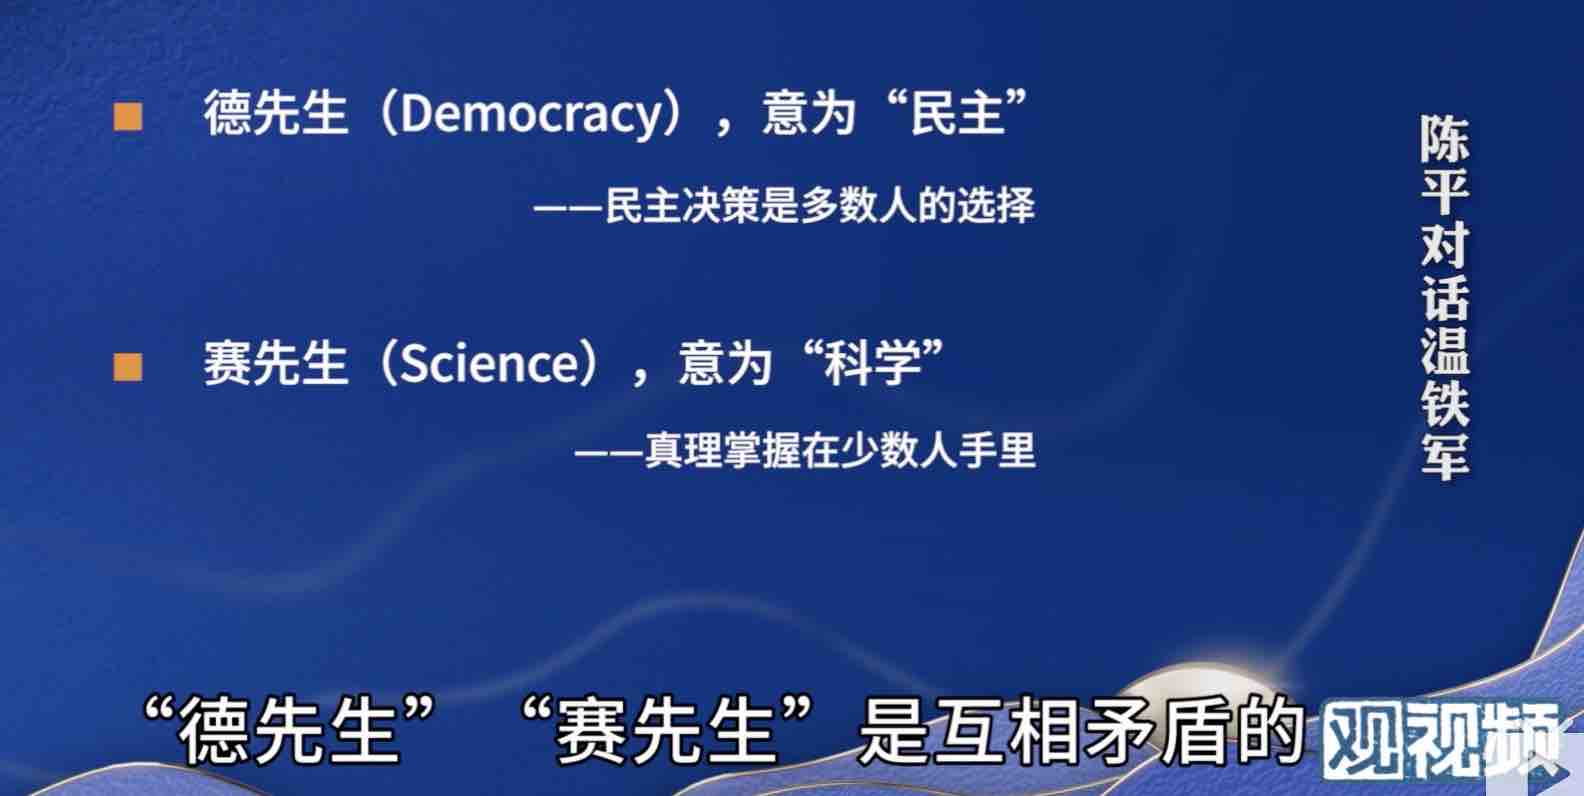 德先生（Democracy），意为“民主”
——民主决策是多数人的选择
赛先生（Science），意为“科学”
——真理掌握在少数人手里
陈平对话温铁军
“德先生” “赛先生”是互相矛盾的
观视频